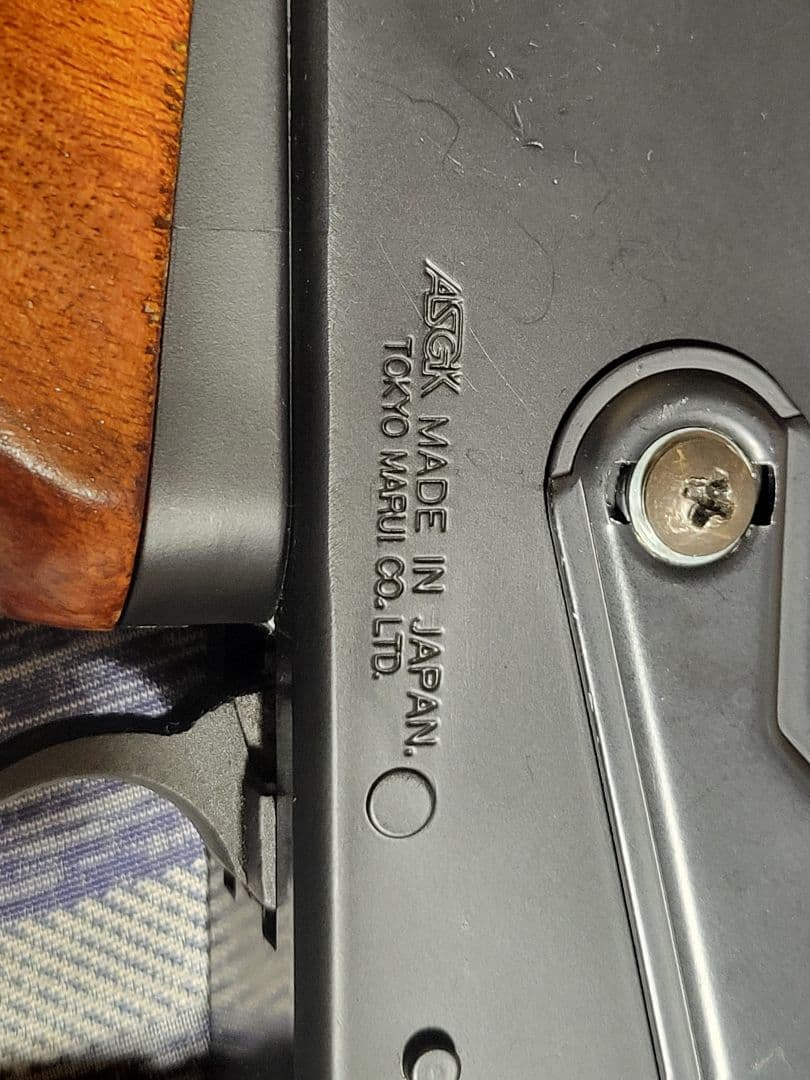 ASGK MADE IN JAPAN.
TOKYO MARUI CO. LTD.